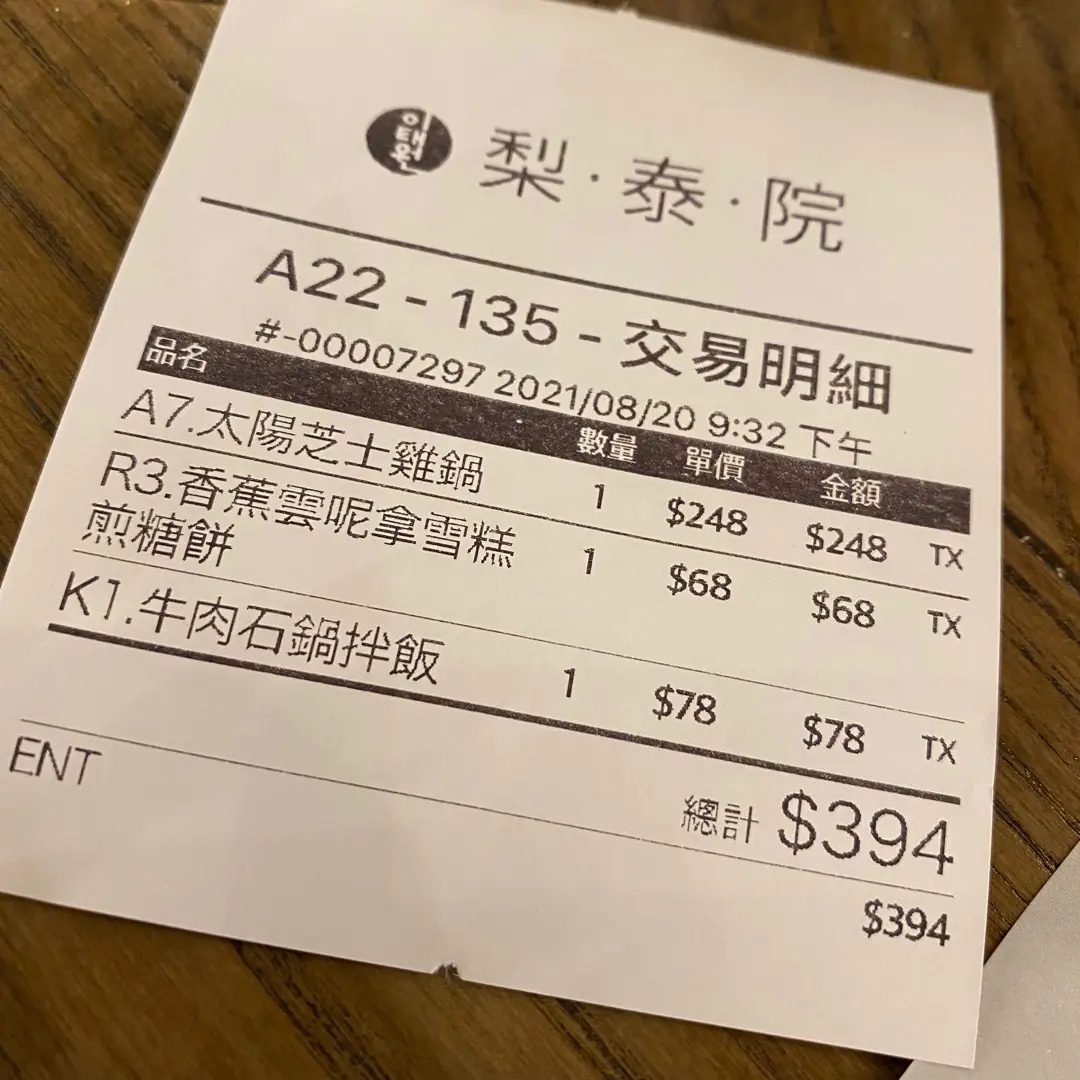 이태원
梨·泰·院
A22 - 135 - 交易明細
#-00007297 2021/08/20 9:32 下午
品名 數量 單價 金額
A7.太陽芝士雞鍋 1 $248 $248 TX
R3.香蕉雲呢拿雪糕 1 $68 $68 TX
煎糖餅
K1.牛肉石鍋拌飯 1 $78 $78 TX
總計 $394
ENT $394